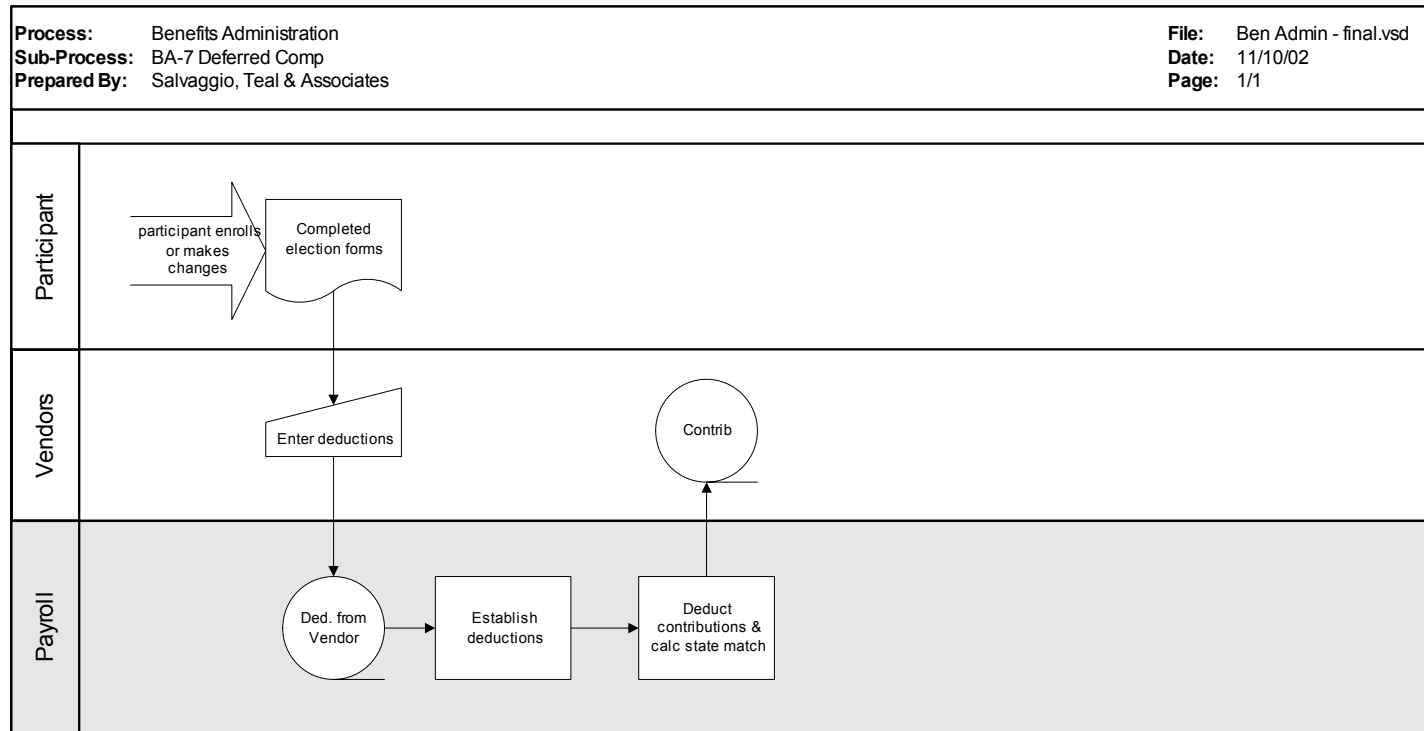 Process: Benefits Administration
File: Ben Admin - final.vsd
Sub-Process: BA-7 Deferred Comp
Date: 11/10/02
Prepared By: Salvaggio, Teal & Associates
Page: 1/1
Participant
participant enrolls
or makes
changes
Completed
election forms
Vendors
Enter deductions
Contrib
Payroll
Ded. from
Vendor
Establish
deductions
Deduct
contributions &
calc state match